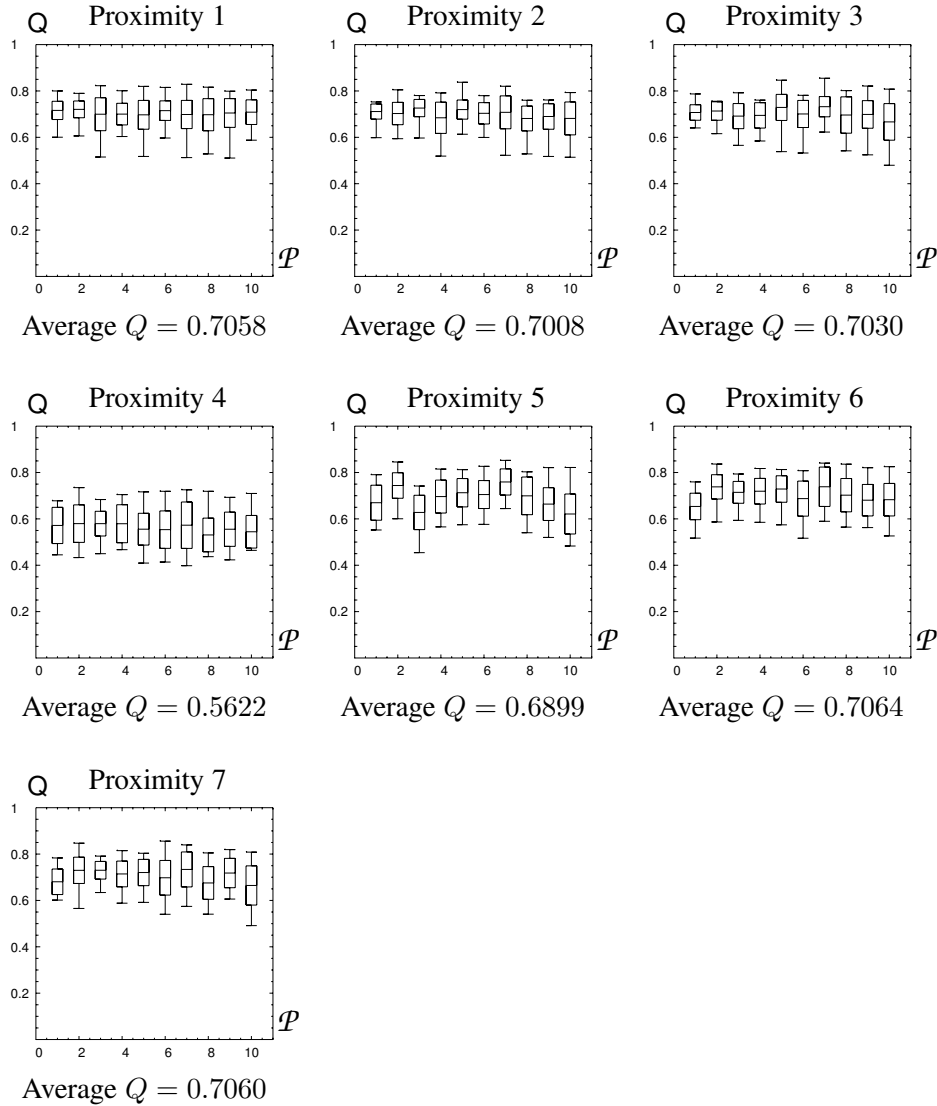 Q Proximity 1
1
0.8
0.6
0.4
0.2
0 2 4 6 8 10
𝒫
Average Q = 0.7058
Q Proximity 2
1
0.8
0.6
0.4
0.2
0 2 4 6 8 10
𝒫
Average Q = 0.7008
Q Proximity 3
1
0.8
0.6
0.4
0.2
0 2 4 6 8 10
𝒫
Average Q = 0.7030
Q Proximity 4
1
0.8
0.6
0.4
0.2
0 2 4 6 8 10
𝒫
Average Q = 0.5622
Q Proximity 5
1
0.8
0.6
0.4
0.2
0 2 4 6 8 10
𝒫
Average Q = 0.6899
Q Proximity 6
1
0.8
0.6
0.4
0.2
0 2 4 6 8 10
𝒫
Average Q = 0.7064
Q Proximity 7
1
0.8
0.6
0.4
0.2
0 2 4 6 8 10
𝒫
Average Q = 0.7060